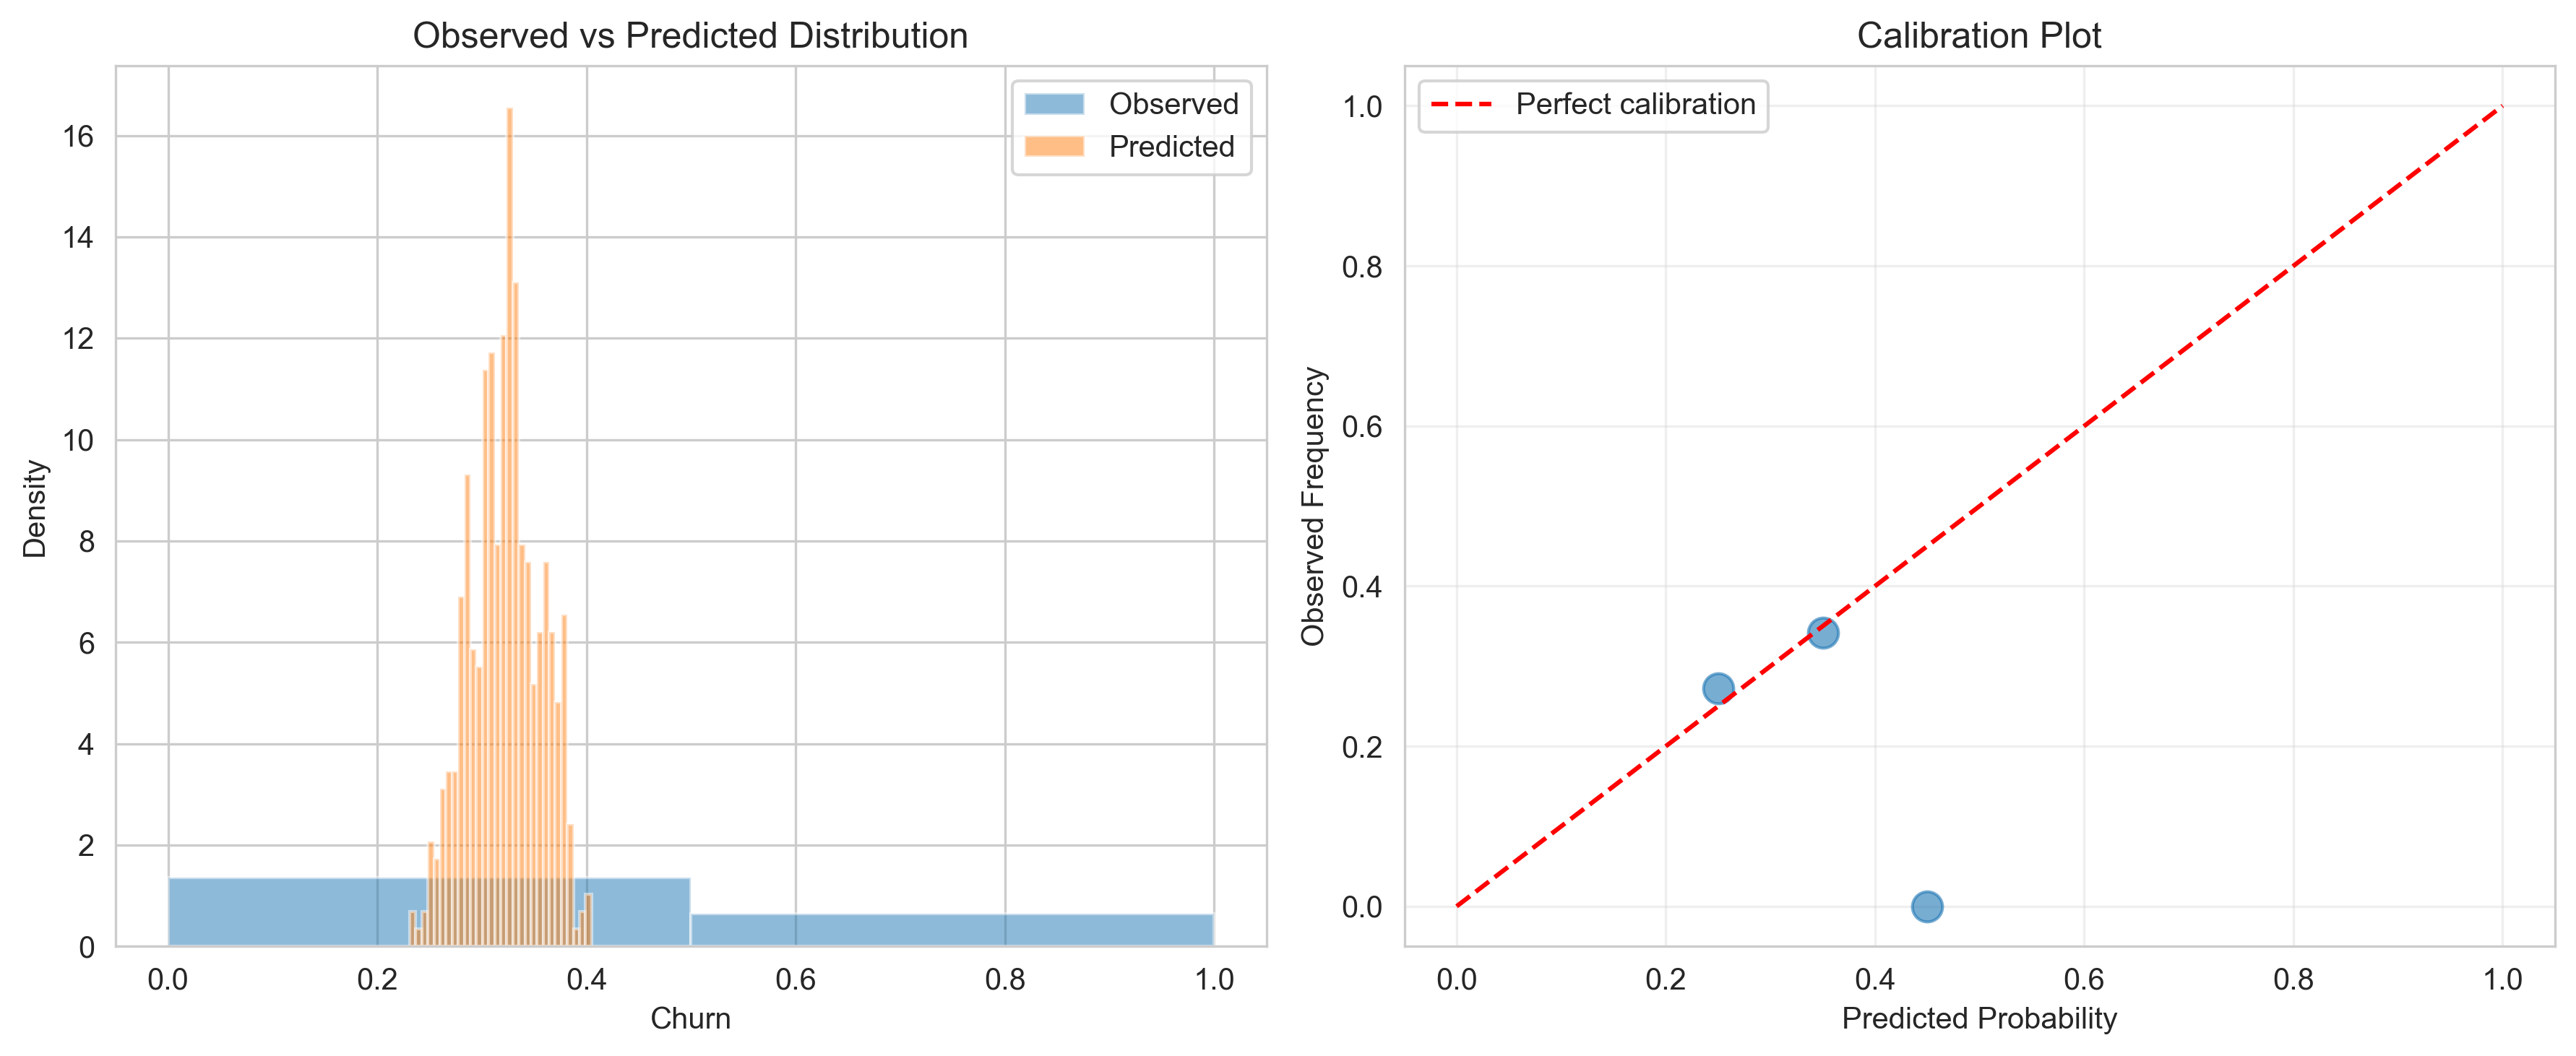 Observed vs Predicted Distribution
Observed
Predicted
Density
16
14
12
10
8
6
4
2
0
0.0 0.2 0.4 0.6 0.8 1.0
Churn
Calibration Plot
Perfect calibration
Observed Frequency
1.0
0.8
0.6
0.4
0.2
0.0
0.0 0.2 0.4 0.6 0.8 1.0
Predicted Probability